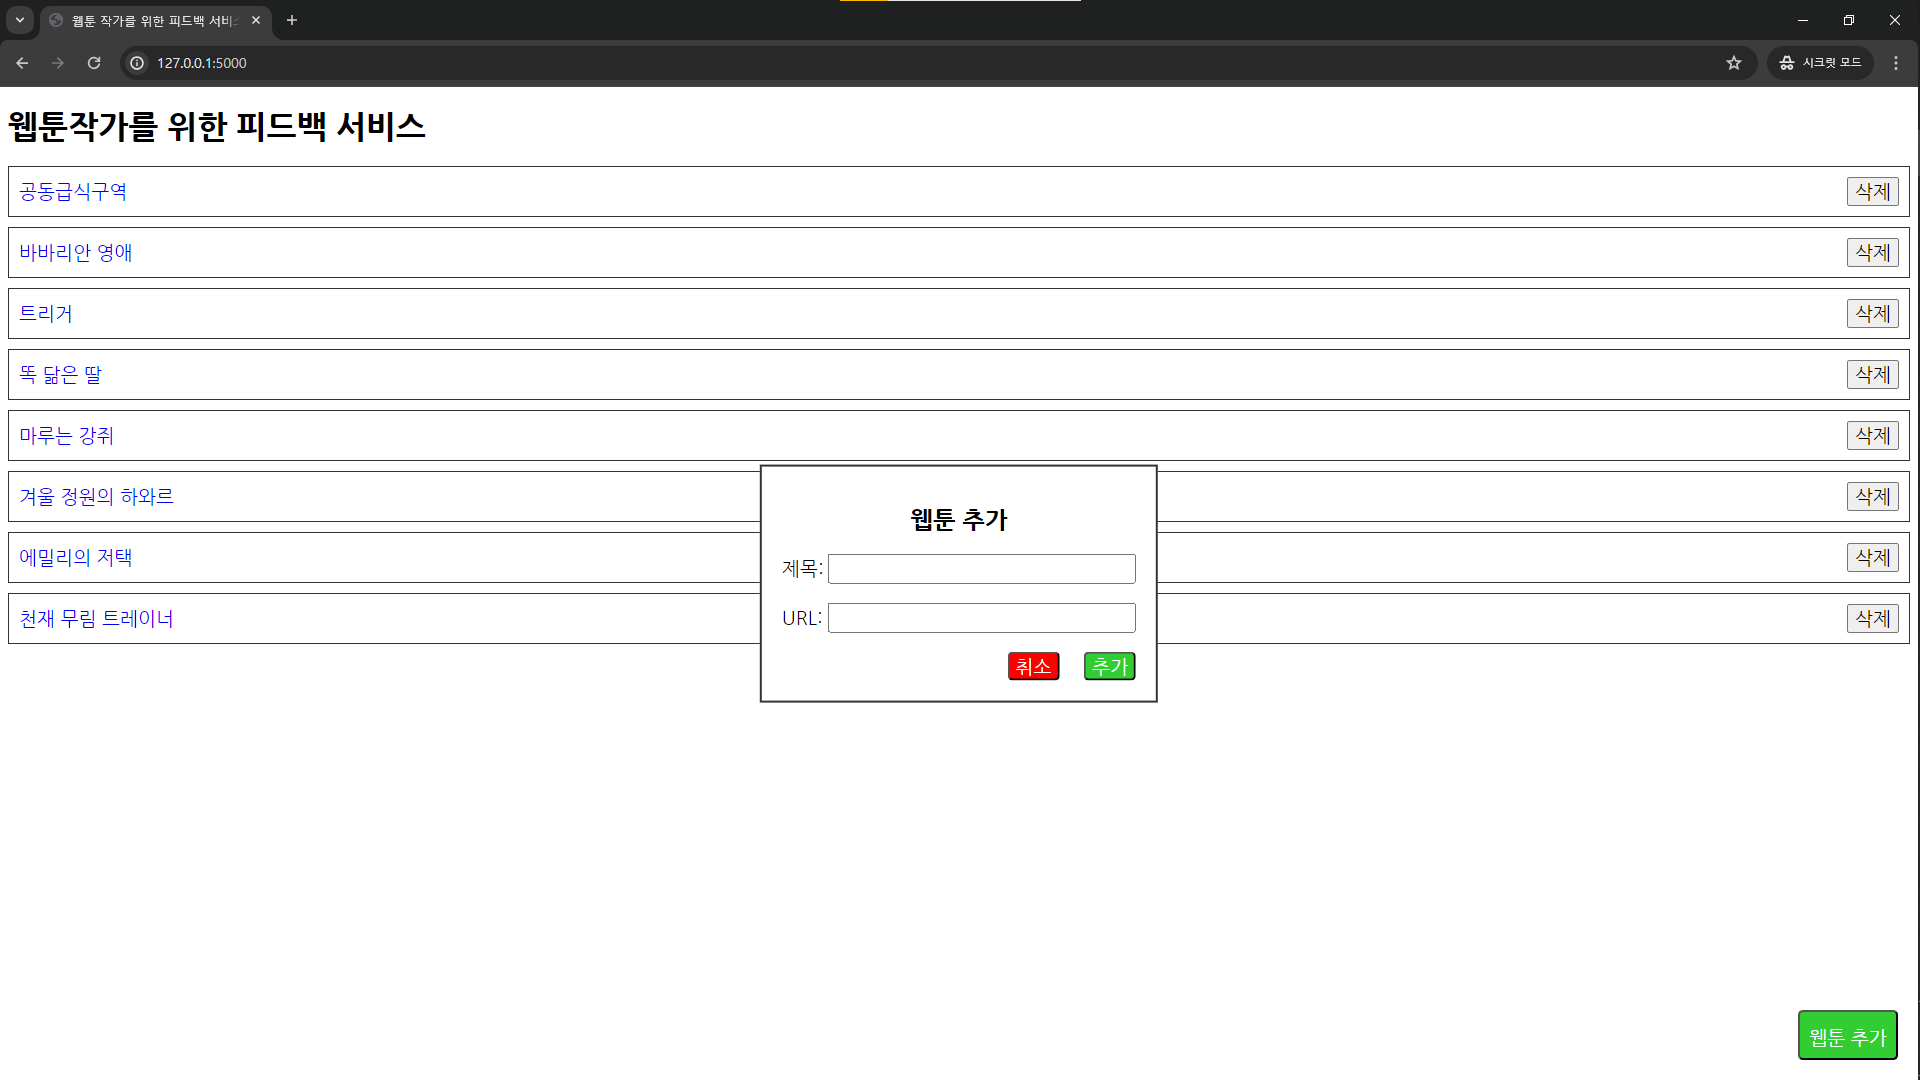 웹툰 작가를 위한 피드백 서비
127.0.0.1:5000
시크릿 모드
웹툰작가를 위한 피드백 서비스
공동급식구역 삭제
바바리안 영애 삭제
트리거 삭제
똑 닮은 딸 삭제
마루는 강쥐 삭제
겨울 정원의 하와르 삭제
에밀리의 저택 삭제
천재 무림 트레이너 삭제
웹툰 추가
제목:
URL:
취소 추가
웹툰 추가